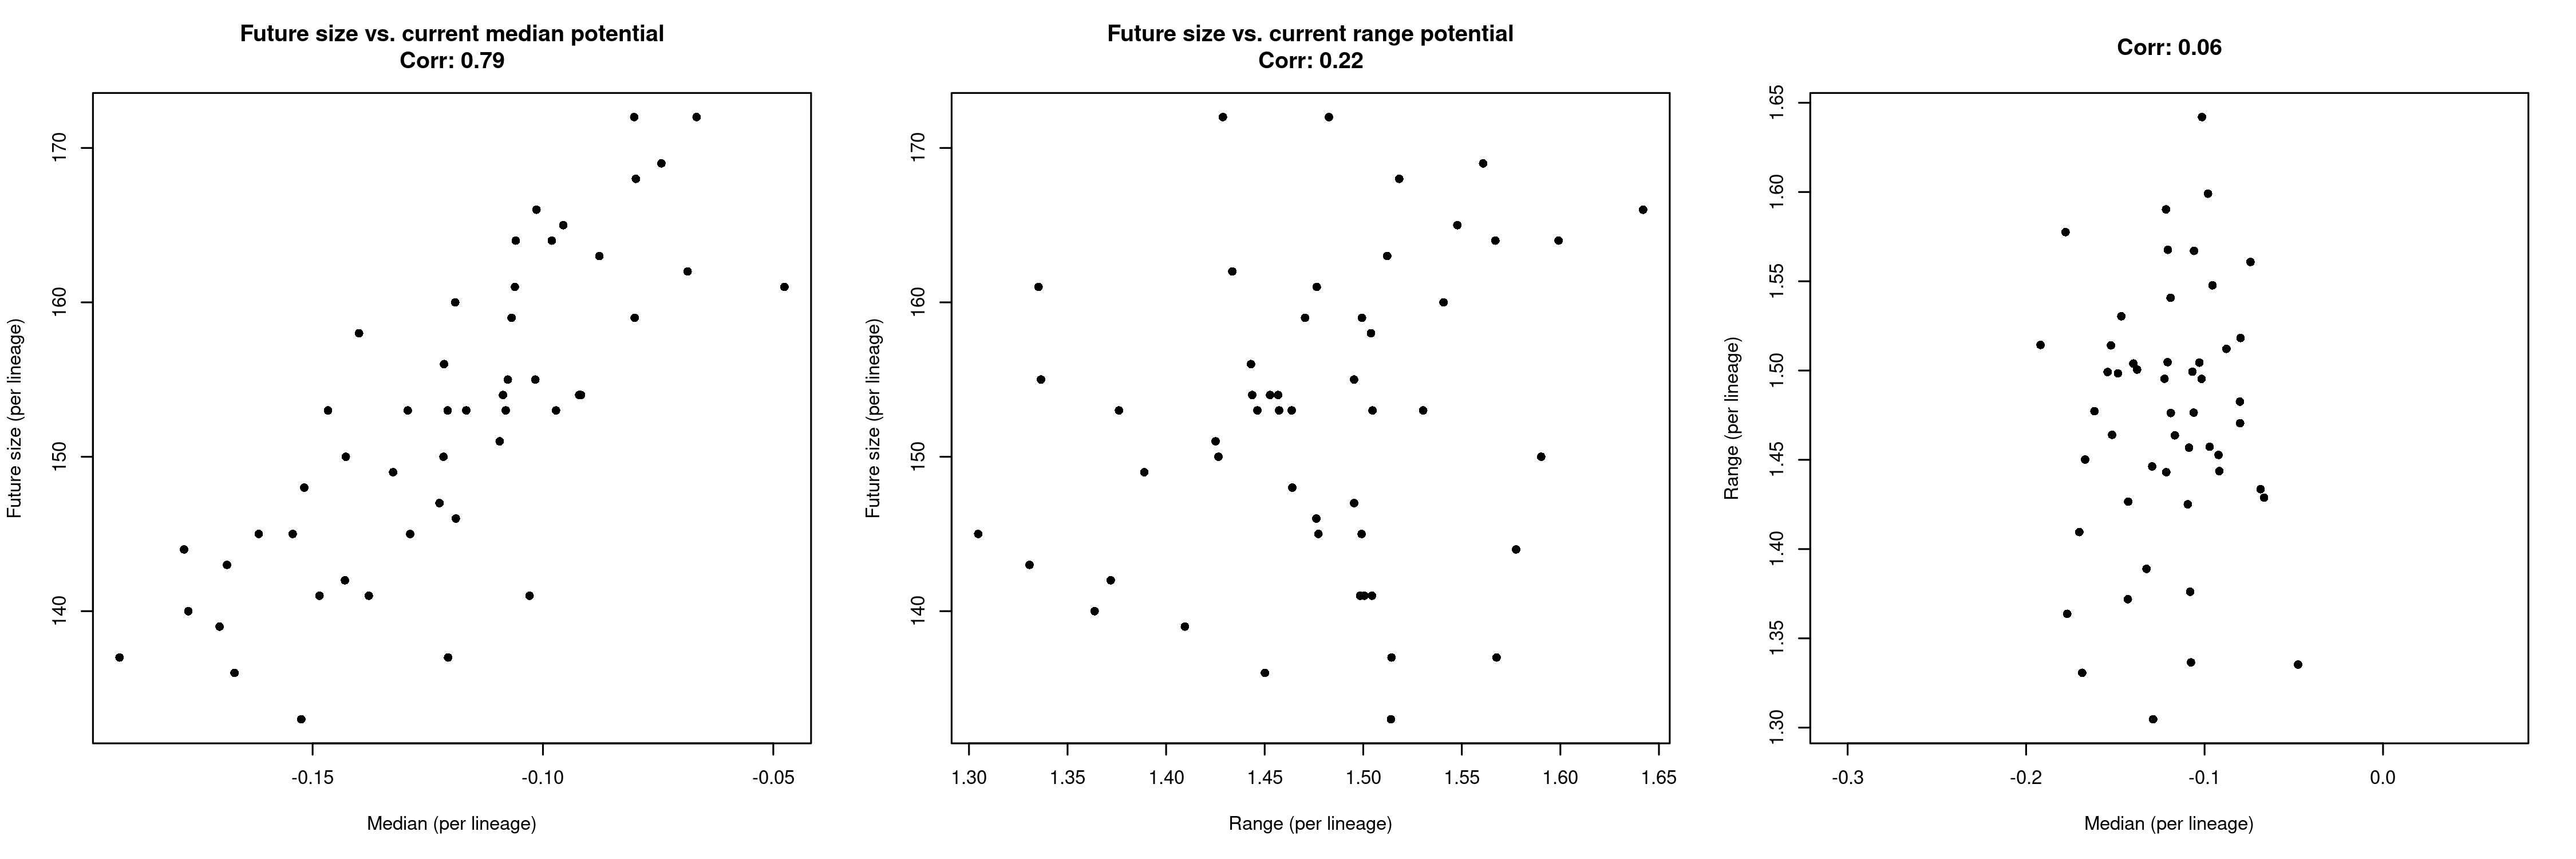 Future size vs. current median potential
Corr: 0.79
170
160
150
140
Future size (per lineage)
-0.15
-0.10
-0.05
Median (per lineage)
Future size vs. current range potential
Corr: 0.22
170
160
150
140
Future size (per lineage)
1.30
1.35
1.40
1.45
1.50
1.55
1.60
1.65
Range (per lineage)
Corr: 0.06
1.65
1.60
1.55
1.50
1.45
1.40
1.35
1.30
Range (per lineage)
-0.3
-0.2
-0.1
0.0
Median (per lineage)